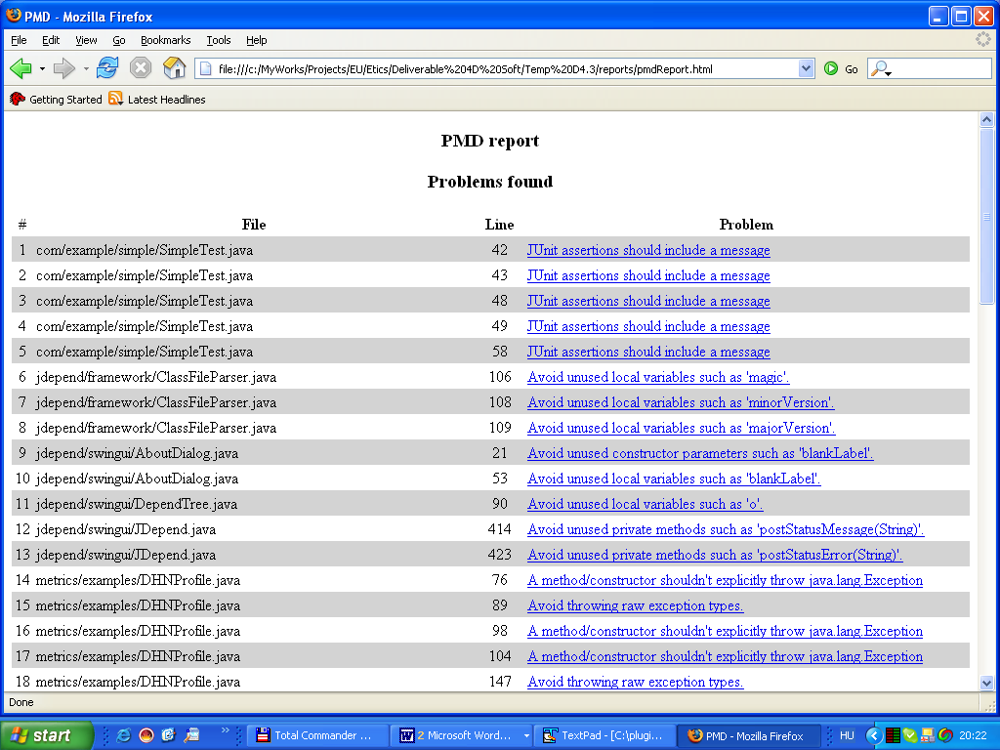 PMD - Mozilla Firefox
File Edit View Go Bookmarks Tools Help
file:///c:/MyWorks/Projects/EU/Etics/Deliverable%204D%20Soft/Temp%20D4.3/reports/pmdReport.html Go
Getting Started Latest Headlines
PMD report
Problems found
# File Line Problem
1 com/example/simple/SimpleTest.java 42 JUnit assertions should include a message
2 com/example/simple/SimpleTest.java 43 JUnit assertions should include a message
3 com/example/simple/SimpleTest.java 48 JUnit assertions should include a message
4 com/example/simple/SimpleTest.java 49 JUnit assertions should include a message
5 com/example/simple/SimpleTest.java 58 JUnit assertions should include a message
6 jdepend/framework/ClassFileParser.java 106 Avoid unused local variables such as 'magic'.
7 jdepend/framework/ClassFileParser.java 108 Avoid unused local variables such as 'minorVersion'.
8 jdepend/framework/ClassFileParser.java 109 Avoid unused local variables such as 'majorVersion'.
9 jdepend/swingui/AboutDialog.java 21 Avoid unused constructor parameters such as 'blankLabel'.
10 jdepend/swingui/AboutDialog.java 53 Avoid unused local variables such as 'blankLabel'.
11 jdepend/swingui/DependTree.java 90 Avoid unused local variables such as 'o'.
12 jdepend/swingui/JDepend.java 414 Avoid unused private methods such as 'postStatusMessage(String)'.
13 jdepend/swingui/JDepend.java 423 Avoid unused private methods such as 'postStatusError(String)'.
14 metrics/examples/DHNProfile.java 76 A method/constructor shouldn't explicitly throw java.lang.Exception
15 metrics/examples/DHNProfile.java 89 Avoid throwing raw exception types.
16 metrics/examples/DHNProfile.java 98 A method/constructor shouldn't explicitly throw java.lang.Exception
17 metrics/examples/DHNProfile.java 104 A method/constructor shouldn't explicitly throw java.lang.Exception
18 metrics/examples/DHNProfile.java 147 Avoid throwing raw exception types.
Done
start Total Commander ... 2 Microsoft Word... TextPad - [C:\plugi... PMD - Mozilla Firefox HU 20:22